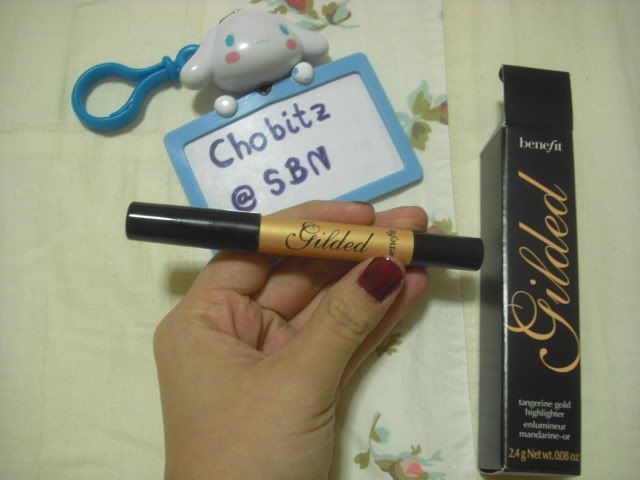 Chobitz
@ SBN
Gilded
benefit
benefit
Gilded
tangerine gold
highlighter
enlumineur
mandarine-or
2.4 g Net wt. 0.08 oz